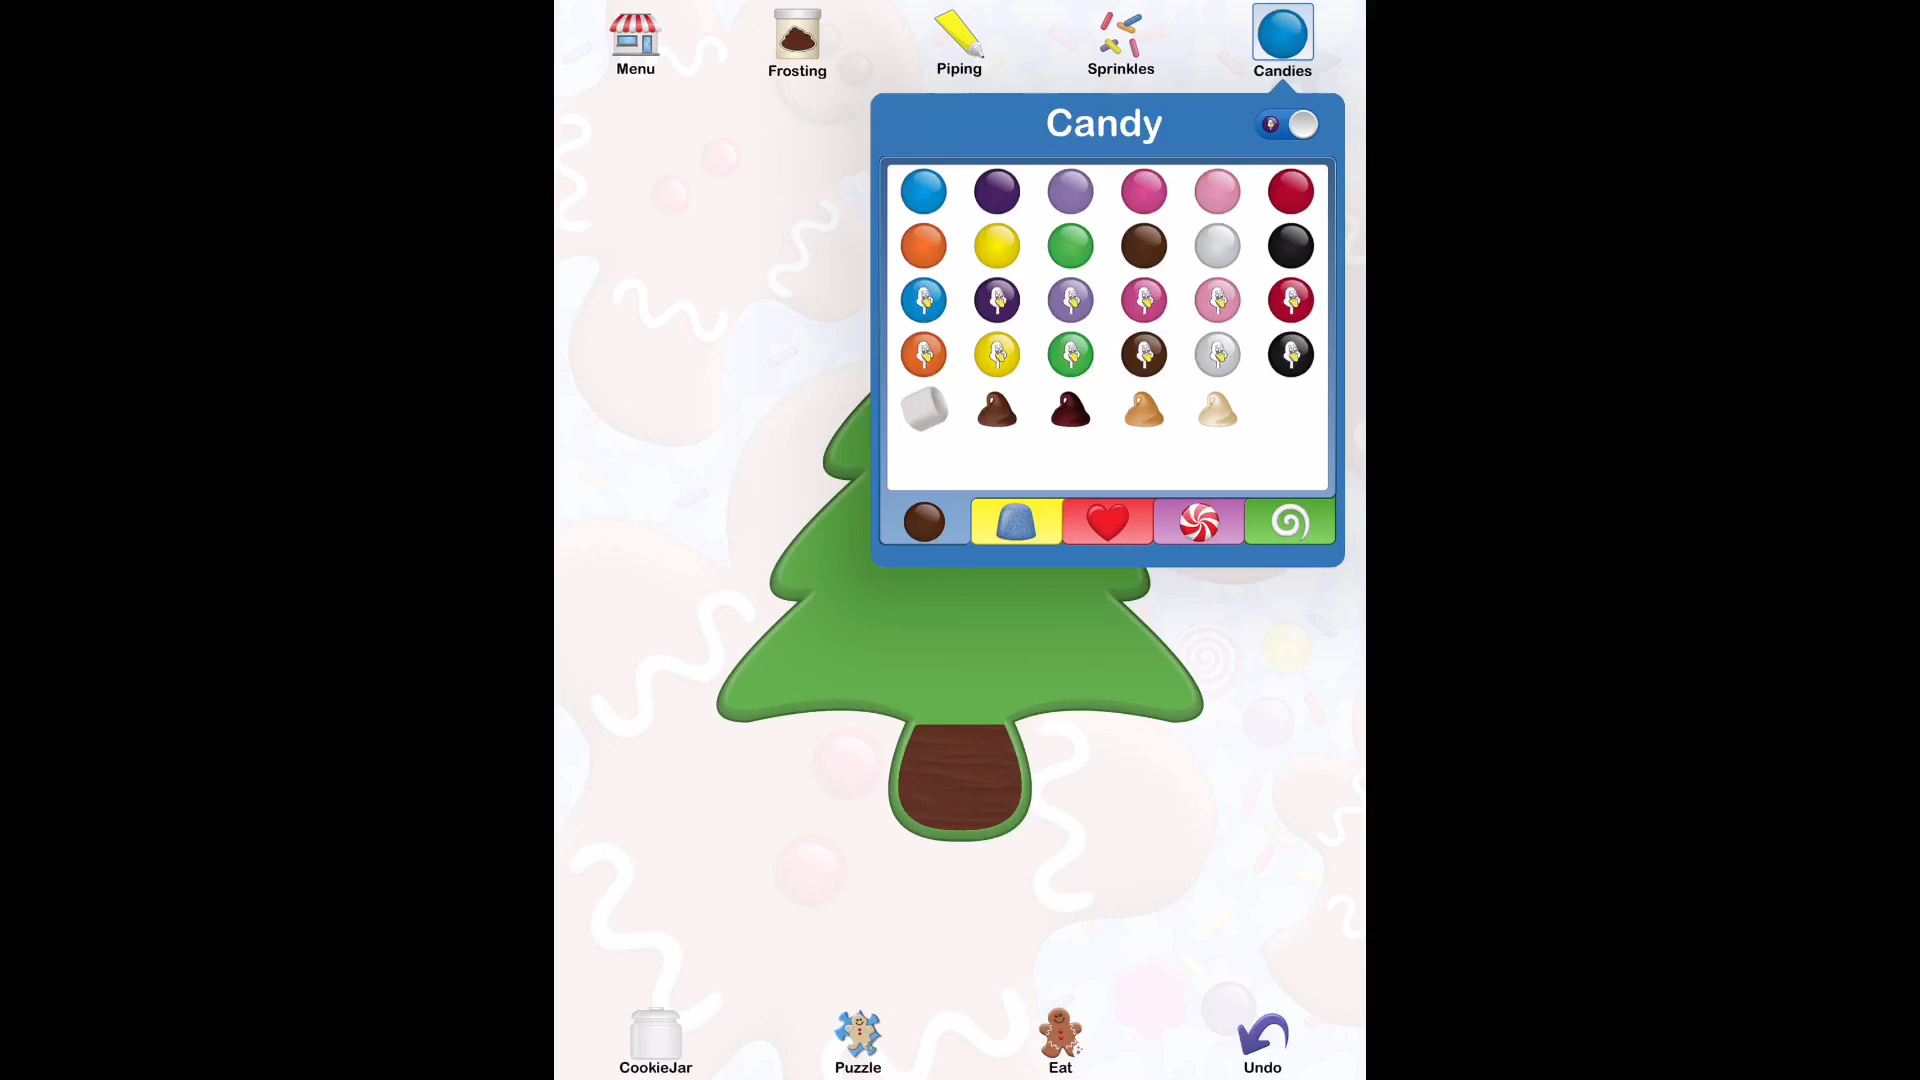 Menu
Frosting
Piping
Sprinkles
Candies
Candy
CookieJar
Puzzle
Eat
Undo